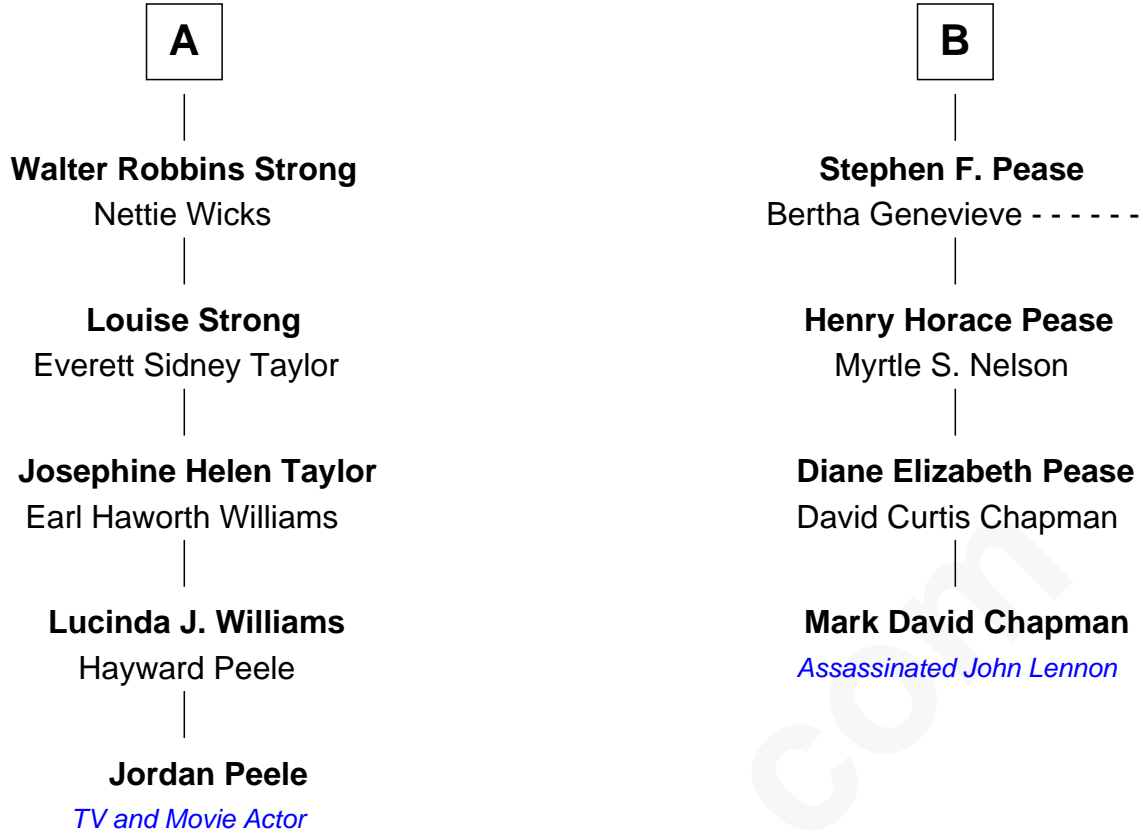 A
Walter Robbins Strong
Nettie Wicks
Louise Strong
Everett Sidney Taylor
Josephine Helen Taylor
Earl Haworth Williams
Lucinda J. Williams
Hayward Peele
Jordan Peele
TV and Movie Actor
B
Stephen F. Pease
Bertha Genevieve - - - - - -
Henry Horace Pease
Myrtle S. Nelson
Diane Elizabeth Pease
David Curtis Chapman
Mark David Chapman
Assassinated John Lennon
com